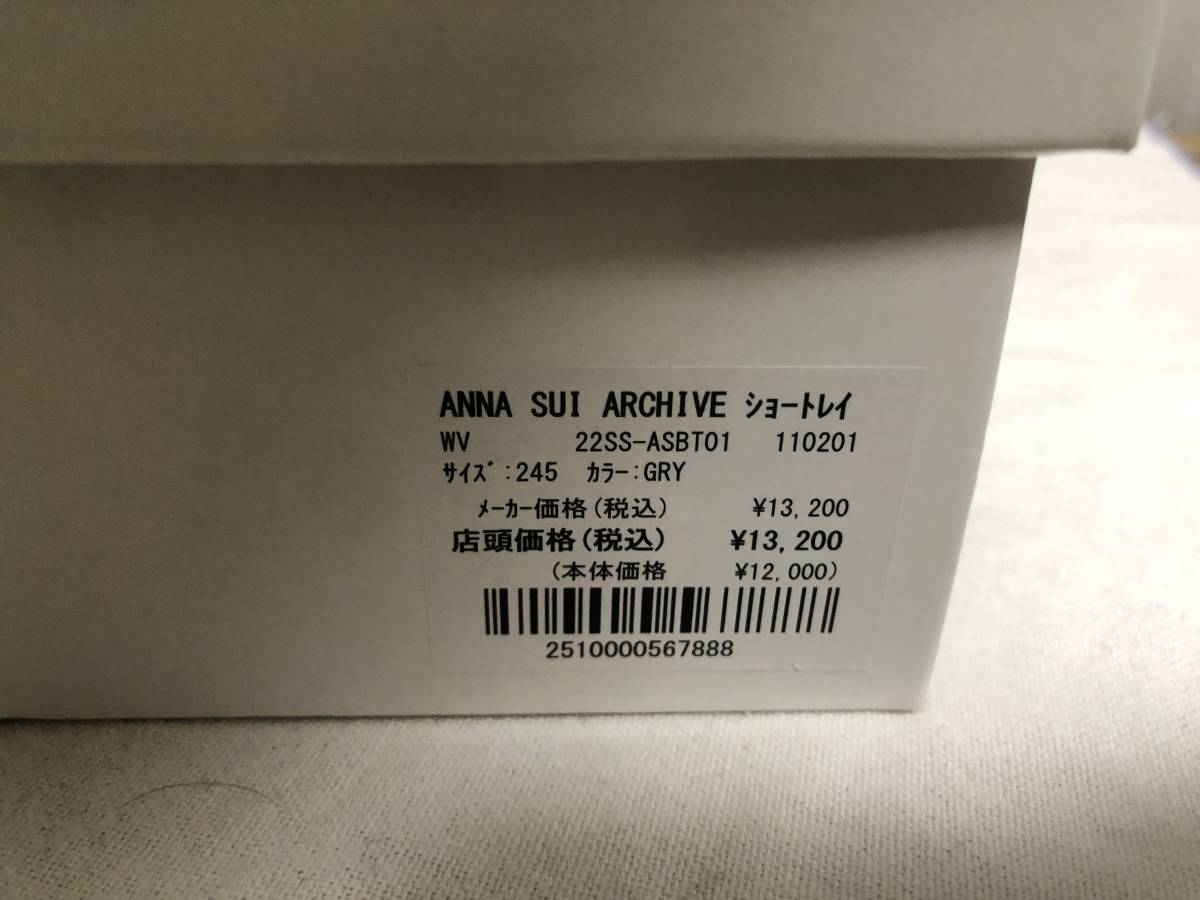 ANNA SUI ARCHIVE ショートレイ
WV 22SS-ASBT01 110201
サイズ:245 カラー:GRY
メーカー価格(税込) ¥13,200
店頭価格(税込) ¥13,200
(本体価格 ¥12,000)
2510000567888